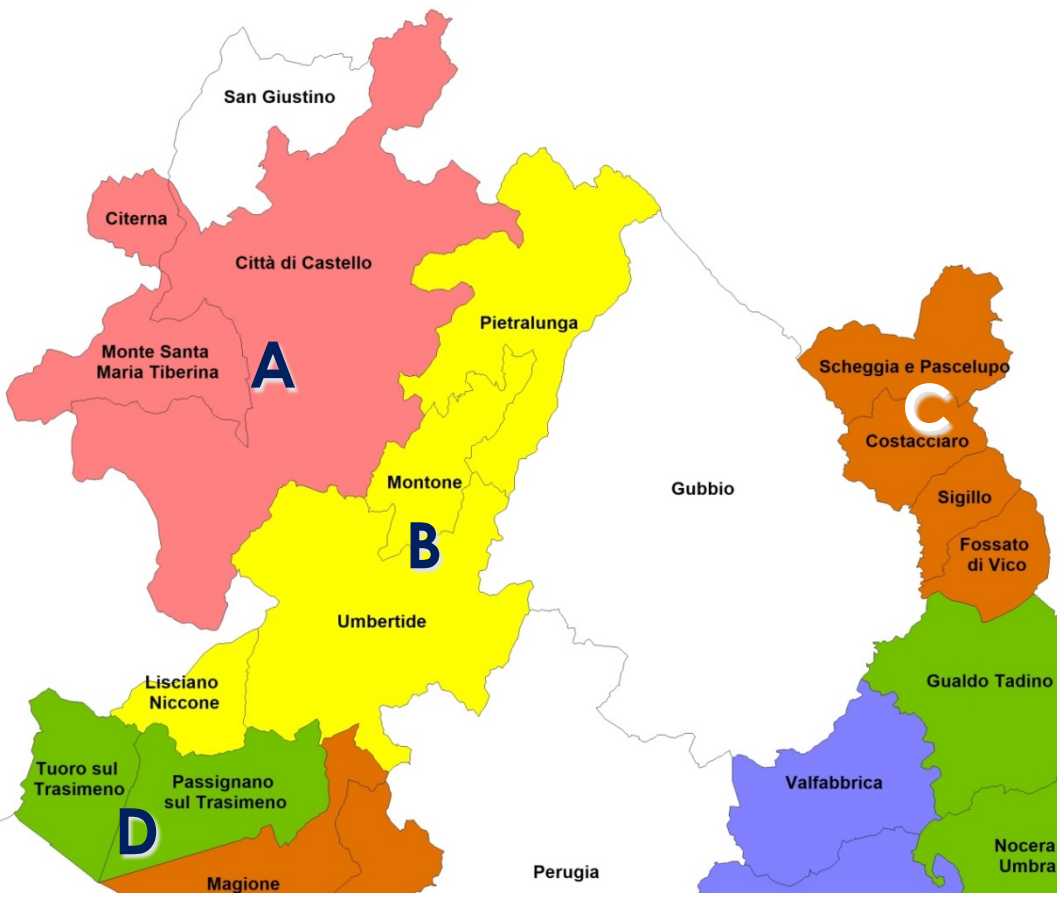 San Giustino
Citerna
Città di Castello
Pietralunga
Monte Santa
Maria Tiberina
A
Scheggia e Pascelupo
C
Costacciaro
Montone
Gubbio
Sigillo
B
Fossato
di Vico
Umbertide
Lisciano
Niccone
Gualdo Tadino
Tuoro sul
Trasimeno
Passignano
sul Trasimeno
Valfabbrica
D
Nocera
Umbra
Perugia
Magione